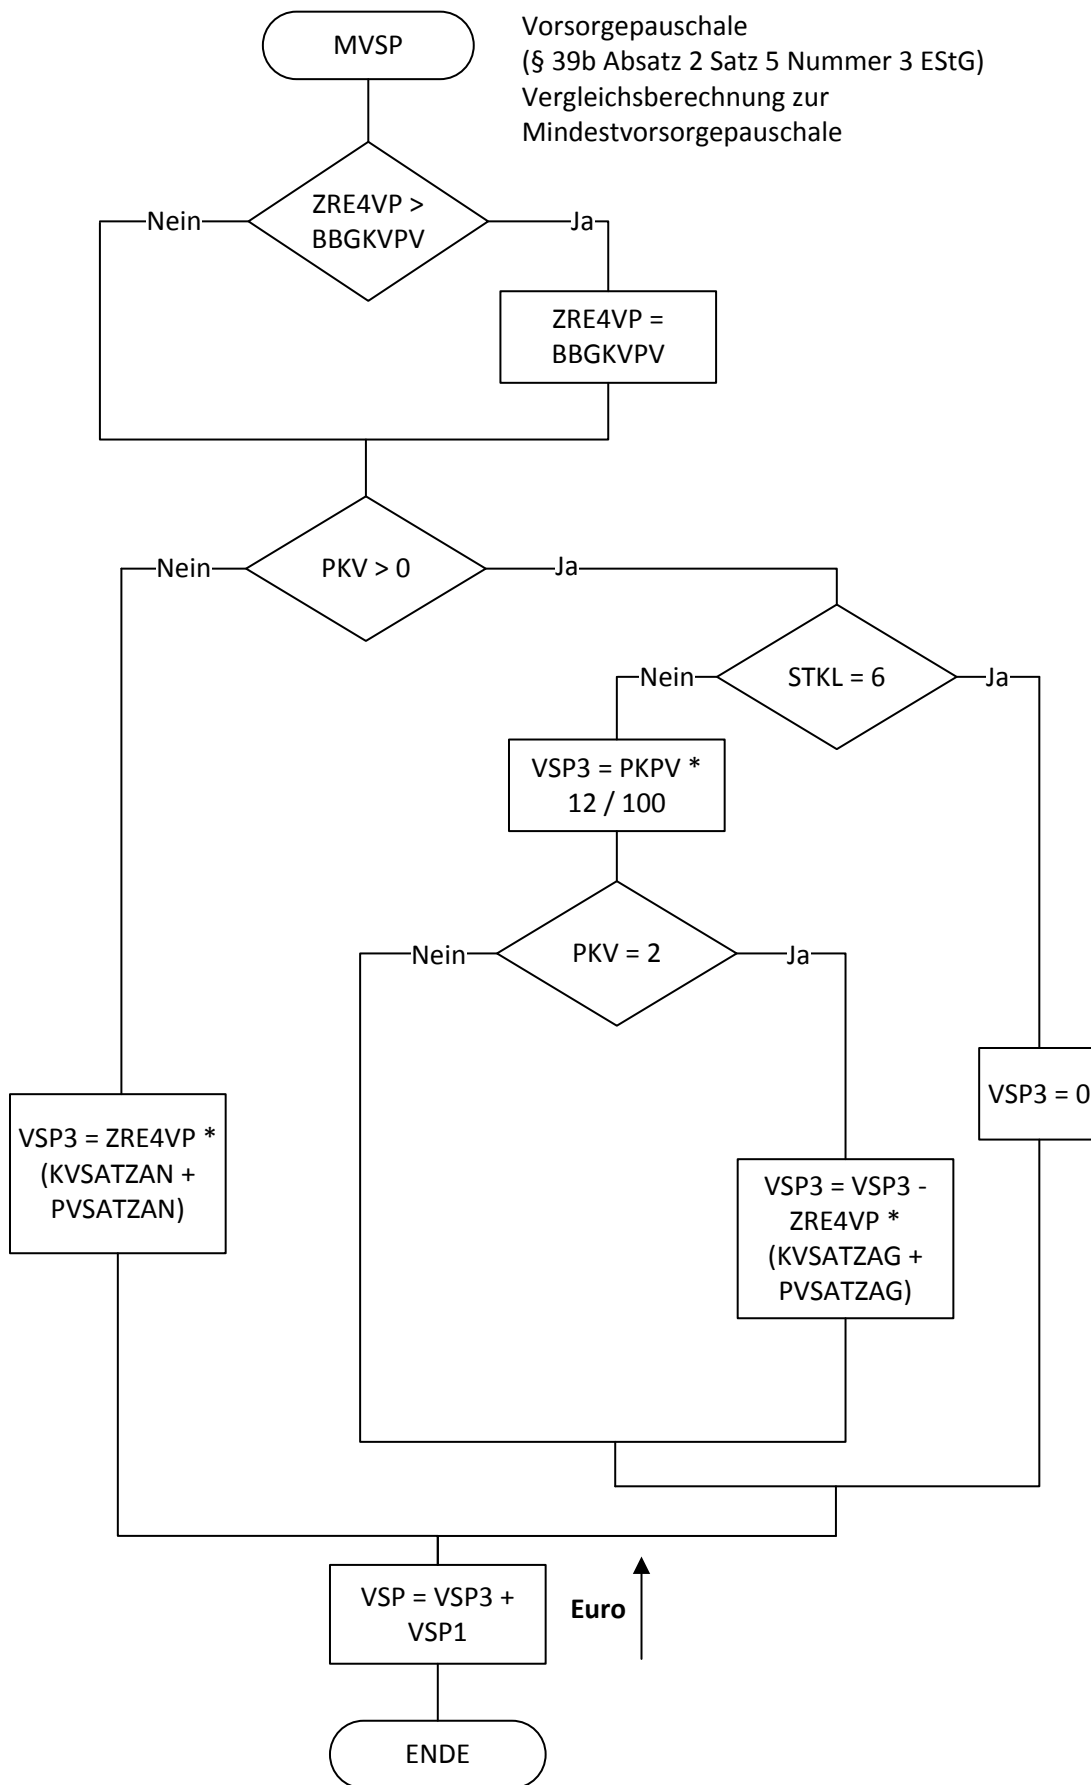 MVSP
Vorsorgepauschale
(§ 39b Absatz 2 Satz 5 Nummer 3 EStG)
Vergleichsberechnung zur
Mindestvorsorgepauschale
Nein
ZRE4VP >
BBGKVPV
Ja
ZRE4VP =
BBGKVPV
Nein
PKV > 0
Ja
Nein
STKL = 6
Ja
VSP3 = PKPV *
12 / 100
Nein
PKV = 2
Ja
VSP3 = 0
VSP3 = ZRE4VP *
(KVSATZAN +
PVSATZAN)
VSP3 = VSP3 -
ZRE4VP *
(KVSATZAG +
PVSATZAG)
VSP = VSP3 +
VSP1
Euro
ENDE